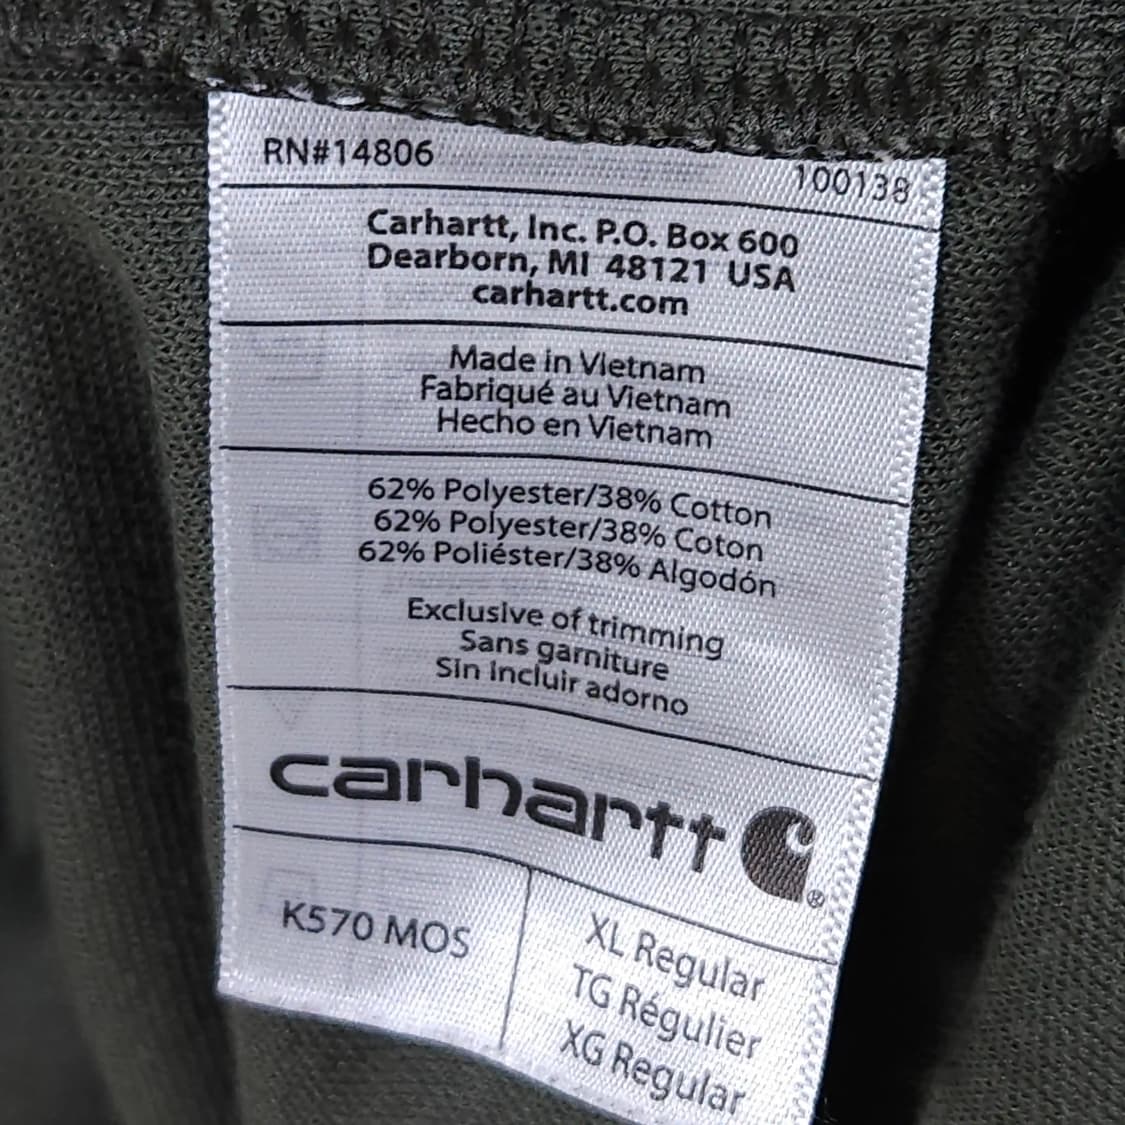 RN#14806
100138
Carhartt, Inc. P.O. Box 600
Dearborn, MI 48121 USA
carhartt.com
Made in Vietnam
Fabriqué au Vietnam
Hecho en Vietnam
62% Polyester/38% Cotton
62% Polyester/38% Coton
62% Poliéster/38% Algodón
Exclusive of trimming
Sans garniture
Sin Incluir adorno
carhartt ®
K570 MOS
XL Regular
TG Régulier
XG Regular